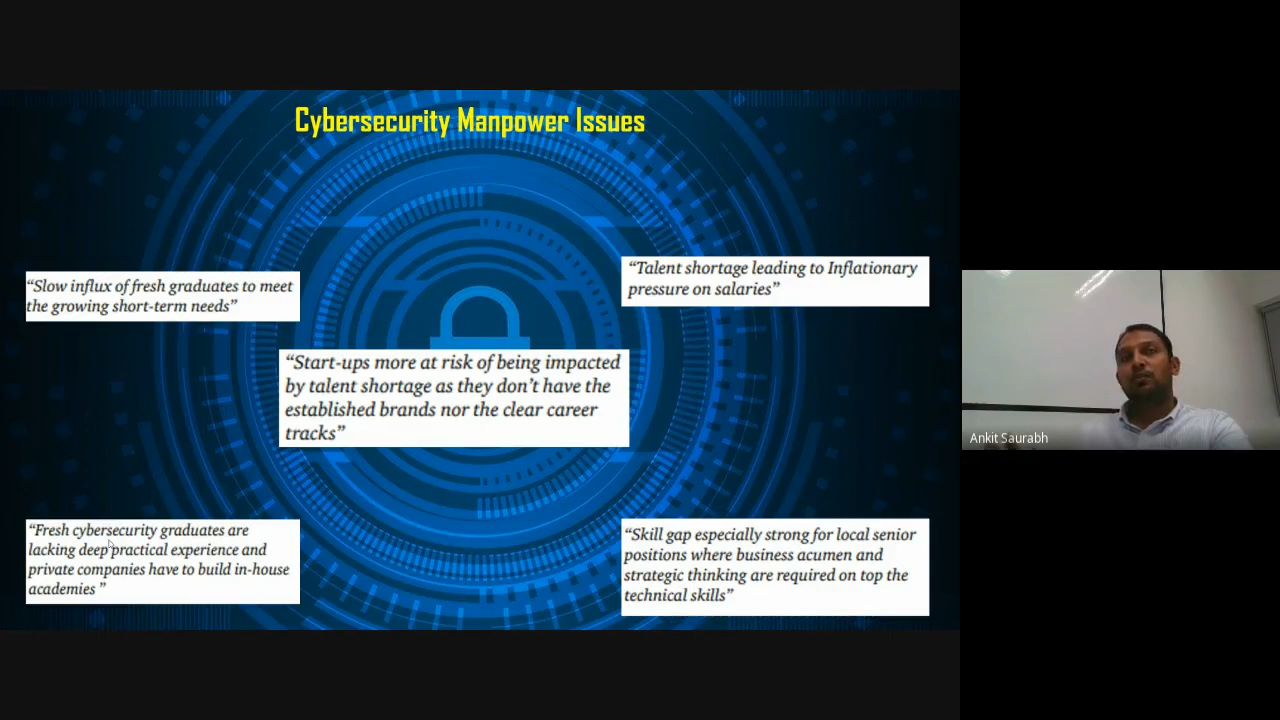 Cybersecurity Manpower Issues
“Slow influx of fresh graduates to meet
the growing short-term needs”
“Talent shortage leading to Inflationary
pressure on salaries”
“Start-ups more at risk of being impacted
by talent shortage as they don’t have the
established brands nor the clear career
tracks”
“Fresh cybersecurity graduates are
lacking deep practical experience and
private companies have to build in-house
academies ”
“Skill gap especially strong for local senior
positions where business acumen and
strategic thinking are required on top the
technical skills”
Ankit Saurabh